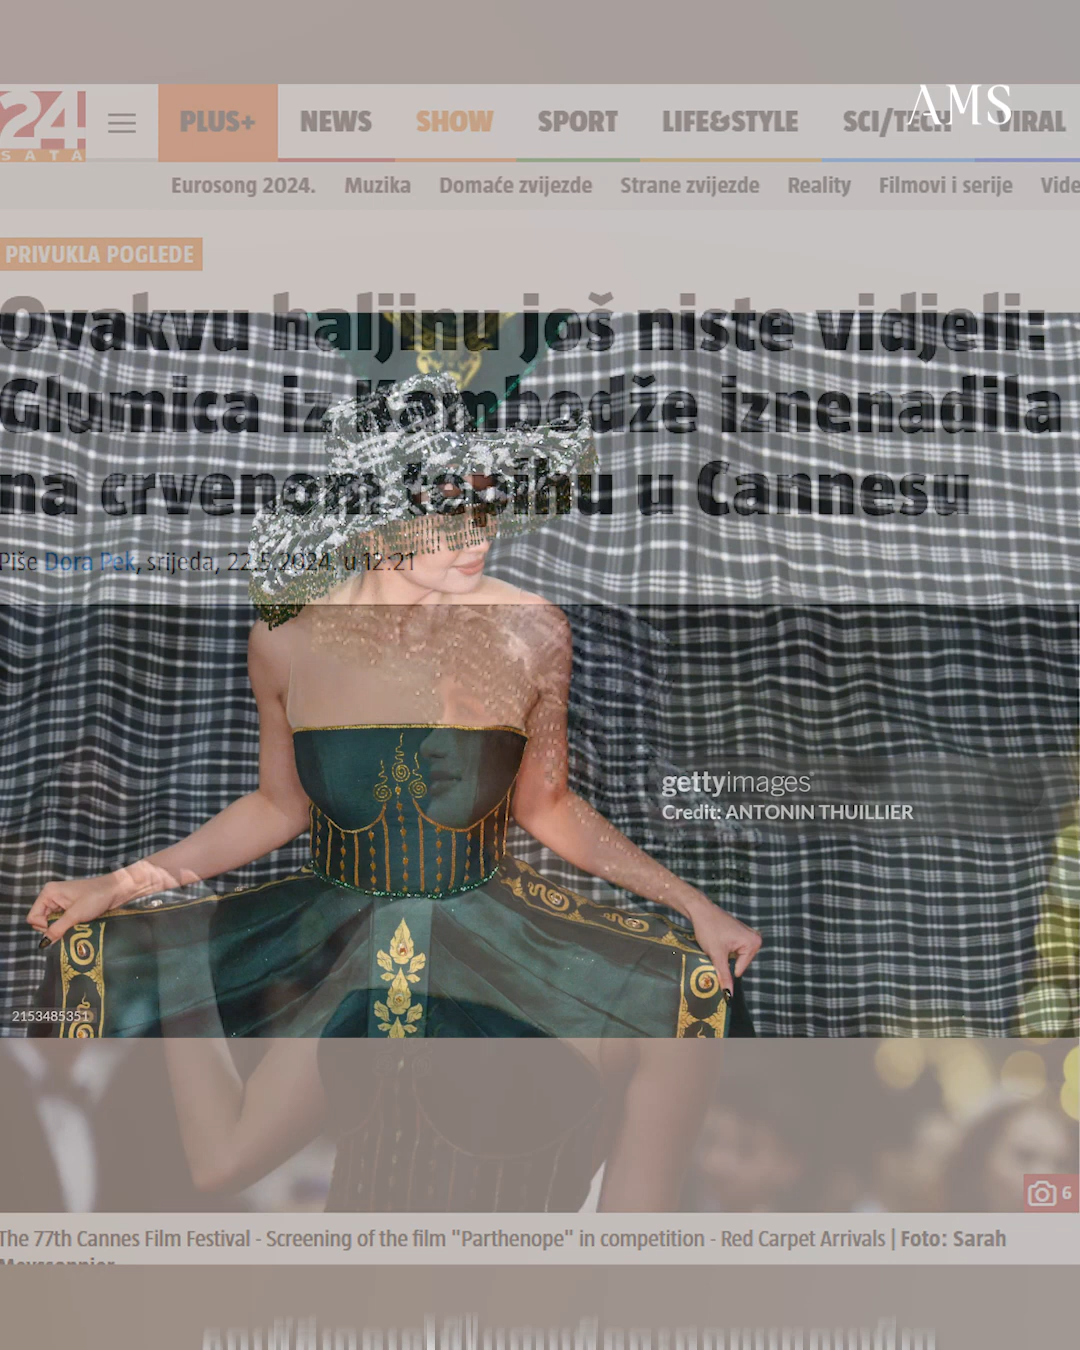 AMS
24
SATA
PLUS+ NEWS SHOW SPORT LIFE&STYLE SCI/TECH VIRAL
Eurosong 2024. Muzika Domaće zvijezde Strane zvijezde Reality Filmovi i serije
PRIVUKLA POGLEDE
Ovakvu haljinu još niste vidjeli:
Glumica iz Kambodže iznenadila
na crvenom tepihu u Cannesu
Piše Dora Pek, srijeda, 22.5.2024. u 12:21
gettyimages
Credit: ANTONIN THUILLIER
2153485351
6
The 77th Cannes Film Festival - Screening of the film "Parthenope" in competition - Red Carpet Arrivals | Foto: Sarah